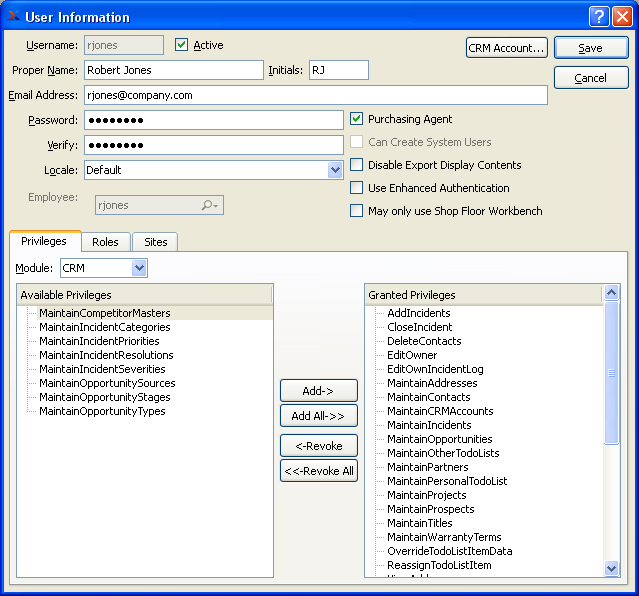 User Information
Username: rjones Active CRM Account... Save
Proper Name: Robert Jones Initials: RJ Cancel
Email Address: rjones@company.com
Password: ●●●●●●●● Purchasing Agent
Verify: ●●●●●●●● Can Create System Users
Locale: Default Disable Export Display Contents
Use Enhanced Authentication
Employee: rjones May only use Shop Floor Workbench
Privileges Roles Sites
Module: CRM
Available Privileges
MaintainCompetitorMasters
MaintainIncidentCategories
MaintainIncidentPriorities
MaintainIncidentResolutions
MaintainIncidentSeverities
MaintainOpportunitySources
MaintainOpportunityStages
MaintainOpportunityTypes
Add->
Add All->>
<-Revoke
<<-Revoke All
Granted Privileges
AddIncidents
CloseIncident
DeleteContacts
EditOwner
EditOwnIncidentLog
MaintainAddresses
MaintainContacts
MaintainCRMAccounts
MaintainIncidents
MaintainOpportunities
MaintainOtherTodoLists
MaintainPartners
MaintainPersonalTodoList
MaintainProjects
MaintainProspects
MaintainTitles
MaintainWarrantyTerms
OverrideTodoListItemData
ReassignTodoListItem